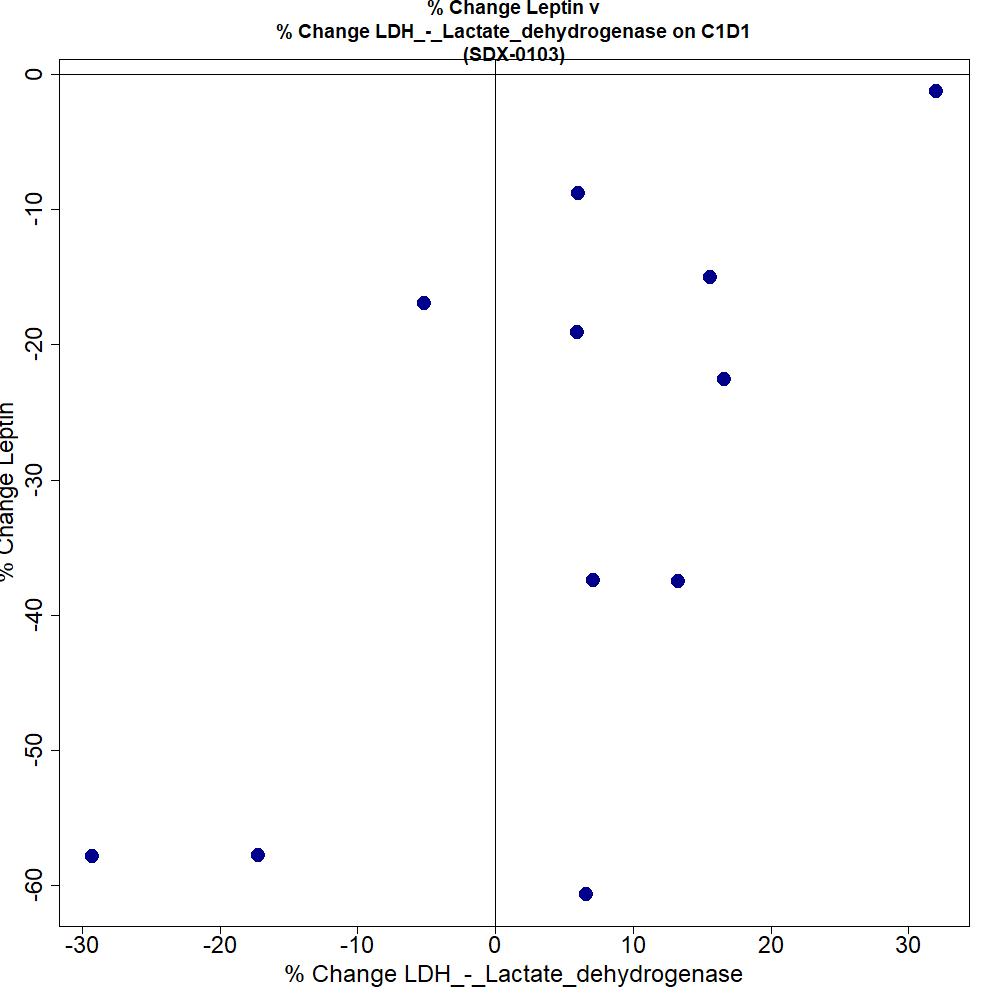 % Change Leptin v
% Change LDH_-_Lactate_dehydrogenase on C1D1
(SDX-0103)
% Change Leptin
0
-10
-20
-30
-40
-50
-60
-30 -20 -10 0 10 20 30
% Change LDH_-_Lactate_dehydrogenase